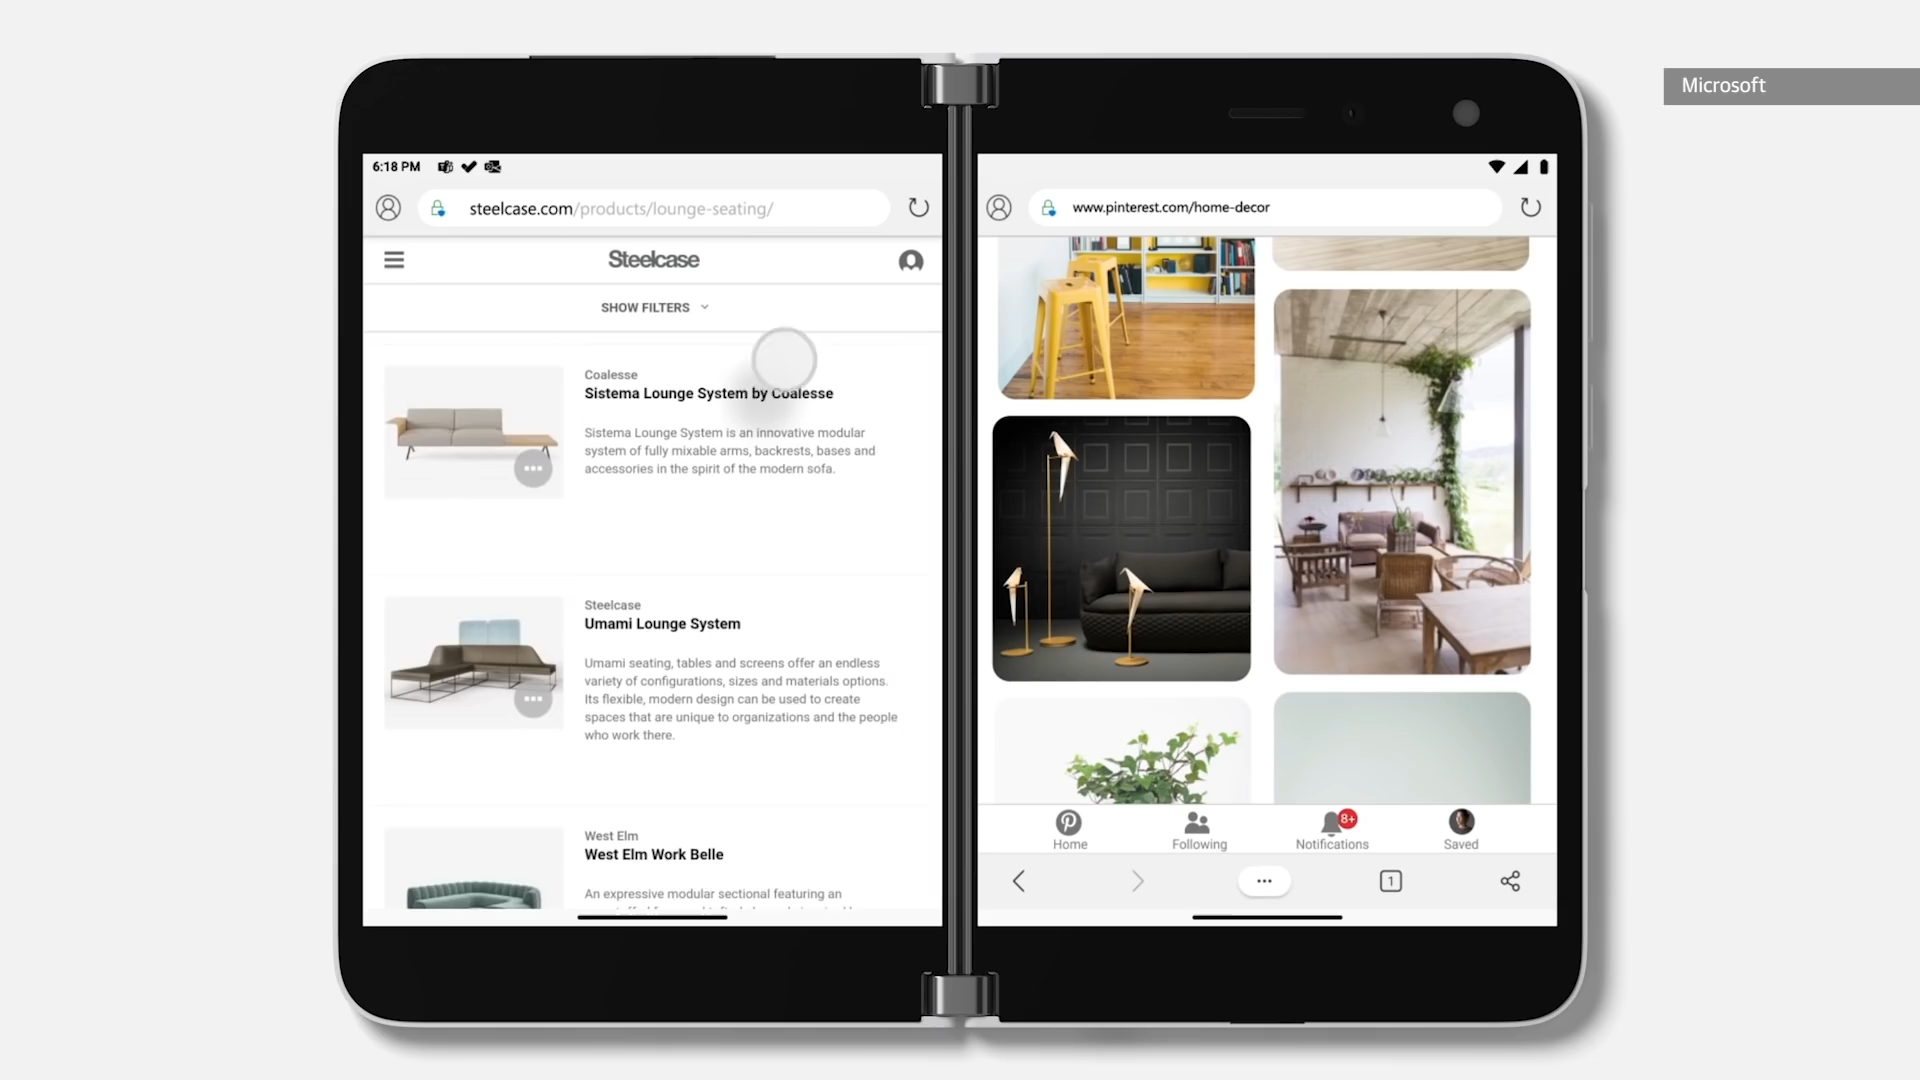 Microsoft
6:18 PM
steelcase.com/products/lounge-seating/
Steelcase
SHOW FILTERS
Coalesse
Sistema Lounge System by Coalesse
Sistema Lounge System is an innovative modular
system of fully mixable arms, backrests, bases and
accessories in the spirit of the modern sofa.
Steelcase
Umami Lounge System
Umami seating, tables and screens offer an endless
variety of configurations, sizes and materials options.
Its flexible, modern design can be used to create
spaces that are unique to organizations and the people
who work there.
West Elm
West Elm Work Belle
An expressive modular sectional featuring an
www.pinterest.com/home-decor
Home
Following
8+
Notifications
Saved
1